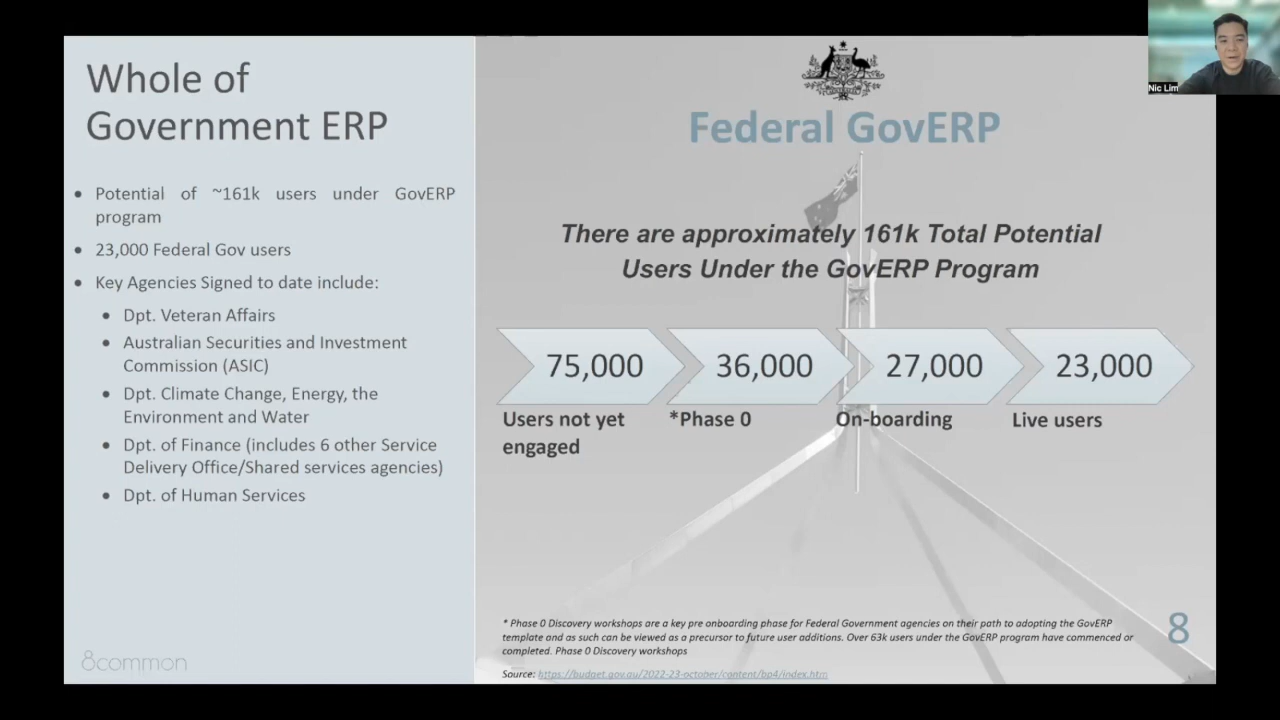 Whole of
Government ERP
• Potential of ~161k users under GovERP
program
• 23,000 Federal Gov users
• Key Agencies Signed to date include:
• Dpt. Veteran Affairs
• Australian Securities and Investment
Commission (ASIC)
• Dpt. Climate Change, Energy, the
Environment and Water
• Dpt. of Finance (includes 6 other Service
Delivery Office/Shared services agencies)
• Dpt. of Human Services
8common
Federal GovERP
There are approximately 161k Total Potential
Users Under the GovERP Program
75,000
Users not yet
engaged
36,000
*Phase 0
27,000
On-boarding
23,000
Live users
* Phase 0 Discovery workshops are a key pre onboarding phase for Federal Government agencies on their path to adopting the GovERP
template and as such can be viewed as a precursor to future user additions. Over 63k users under the GovERP program have commenced or
completed. Phase 0 Discovery workshops
Source: https://budget.gov.au/2022-23-october/content/bp4/index.htm
8
Nic Lim